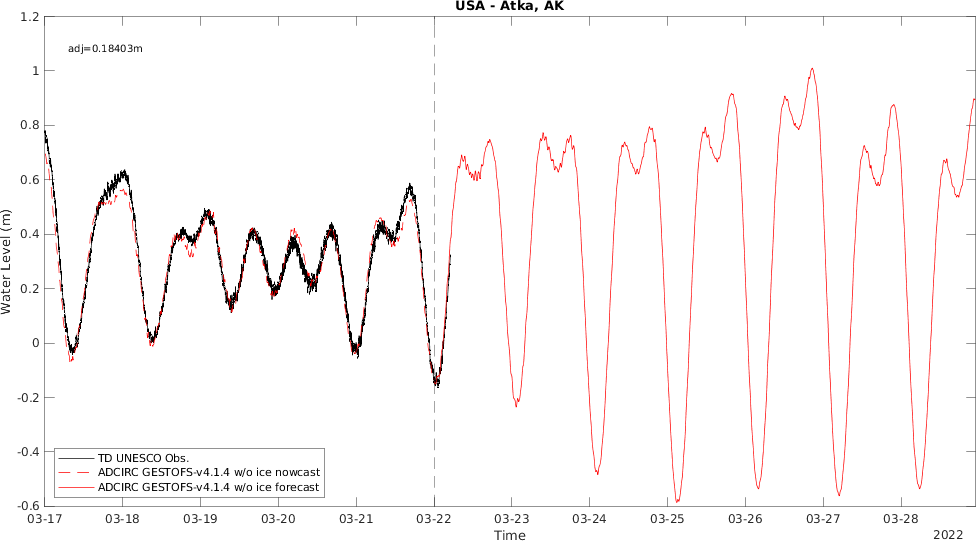 USA - Atka, AK
adj=0.18403m
1.2
1
0.8
0.6
0.4
0.2
0
-0.2
-0.4
-0.6
Water Level (m)
TD UNESCO Obs.
ADCIRC GESTOFS-v4.1.4 w/o ice nowcast
ADCIRC GESTOFS-v4.1.4 w/o ice forecast
03-17 03-18 03-19 03-20 03-21 03-22 03-23 03-24 03-25 03-26 03-27 03-28
Time
2022